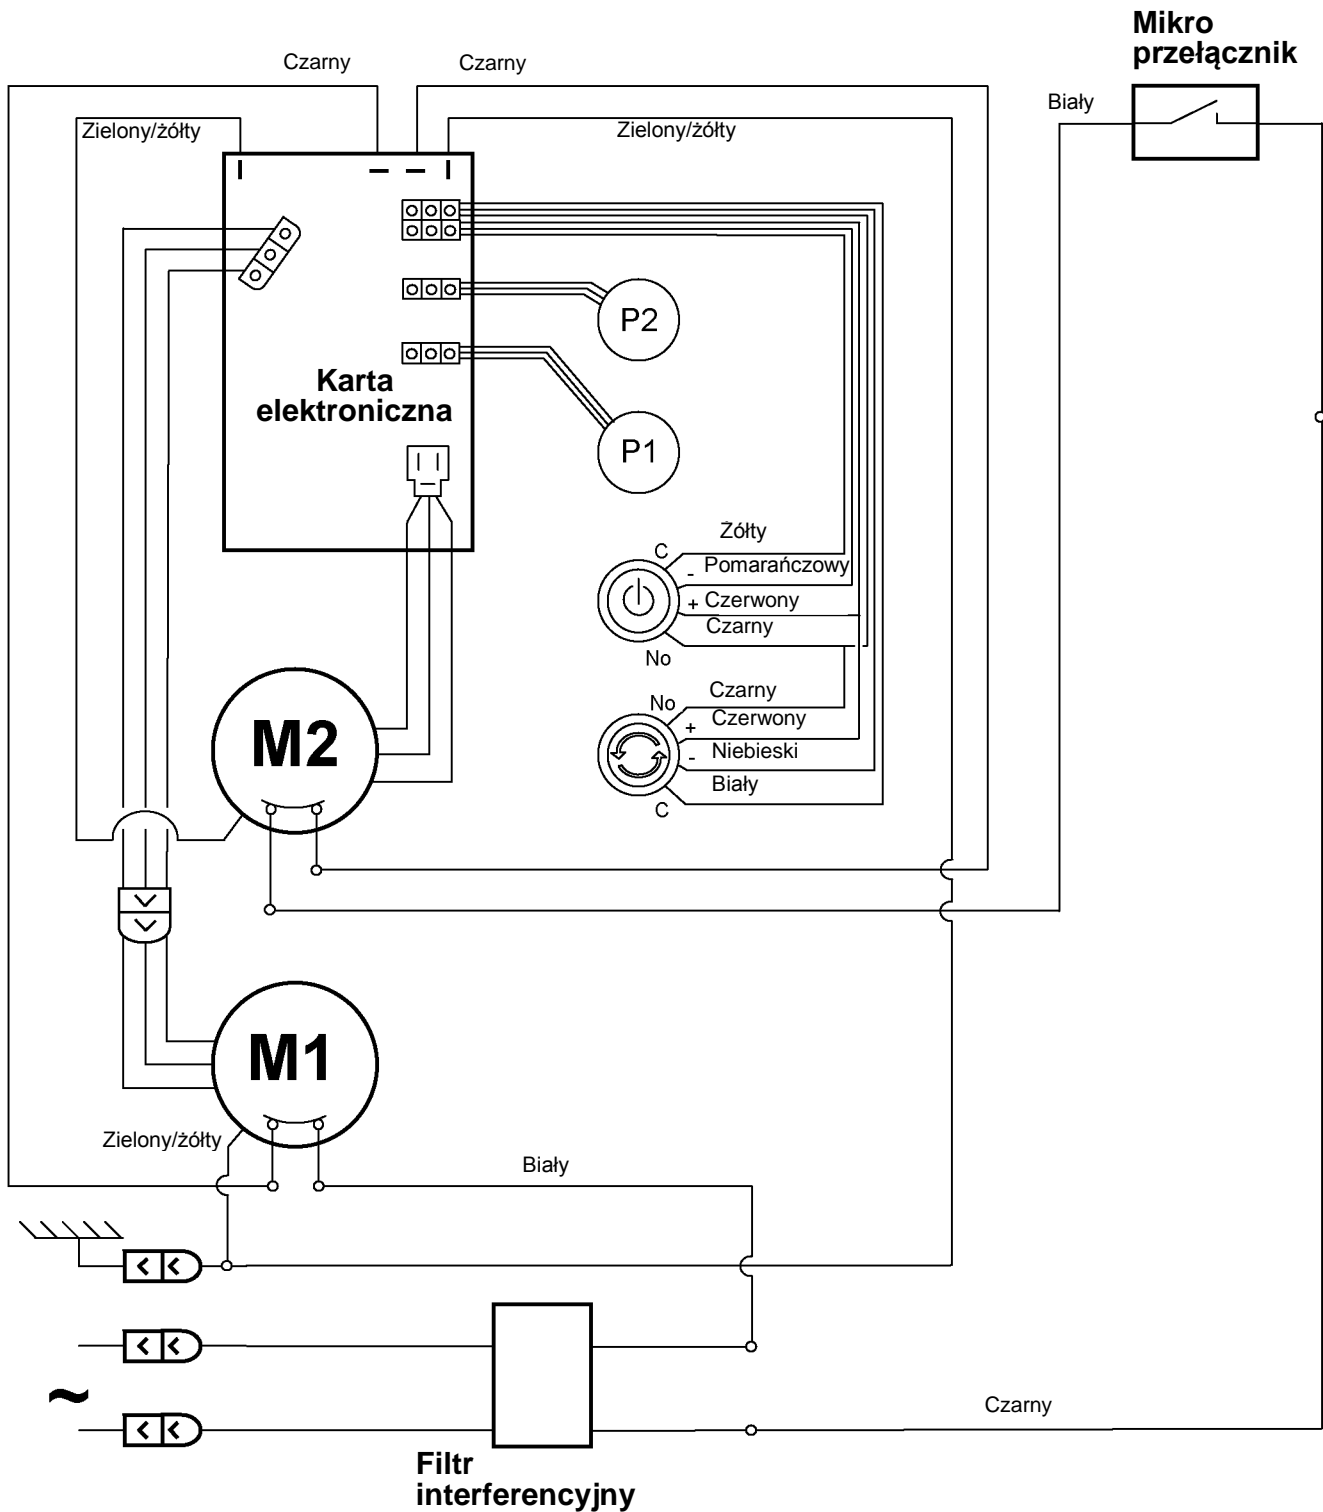 Mikro
przełącznik
Czarny
Czarny
Biały
Zielony/żółty
Zielony/żółty
P2
Karta
elektroniczna
P1
Żółty
C
- Pomarańczowy
+ Czerwony
Czarny
No
Czarny
No
+ Czerwony
- Niebieski
Biały
C
M2
M1
Zielony/żółty
Biały
~
Czarny
Filtr
interferencyjny